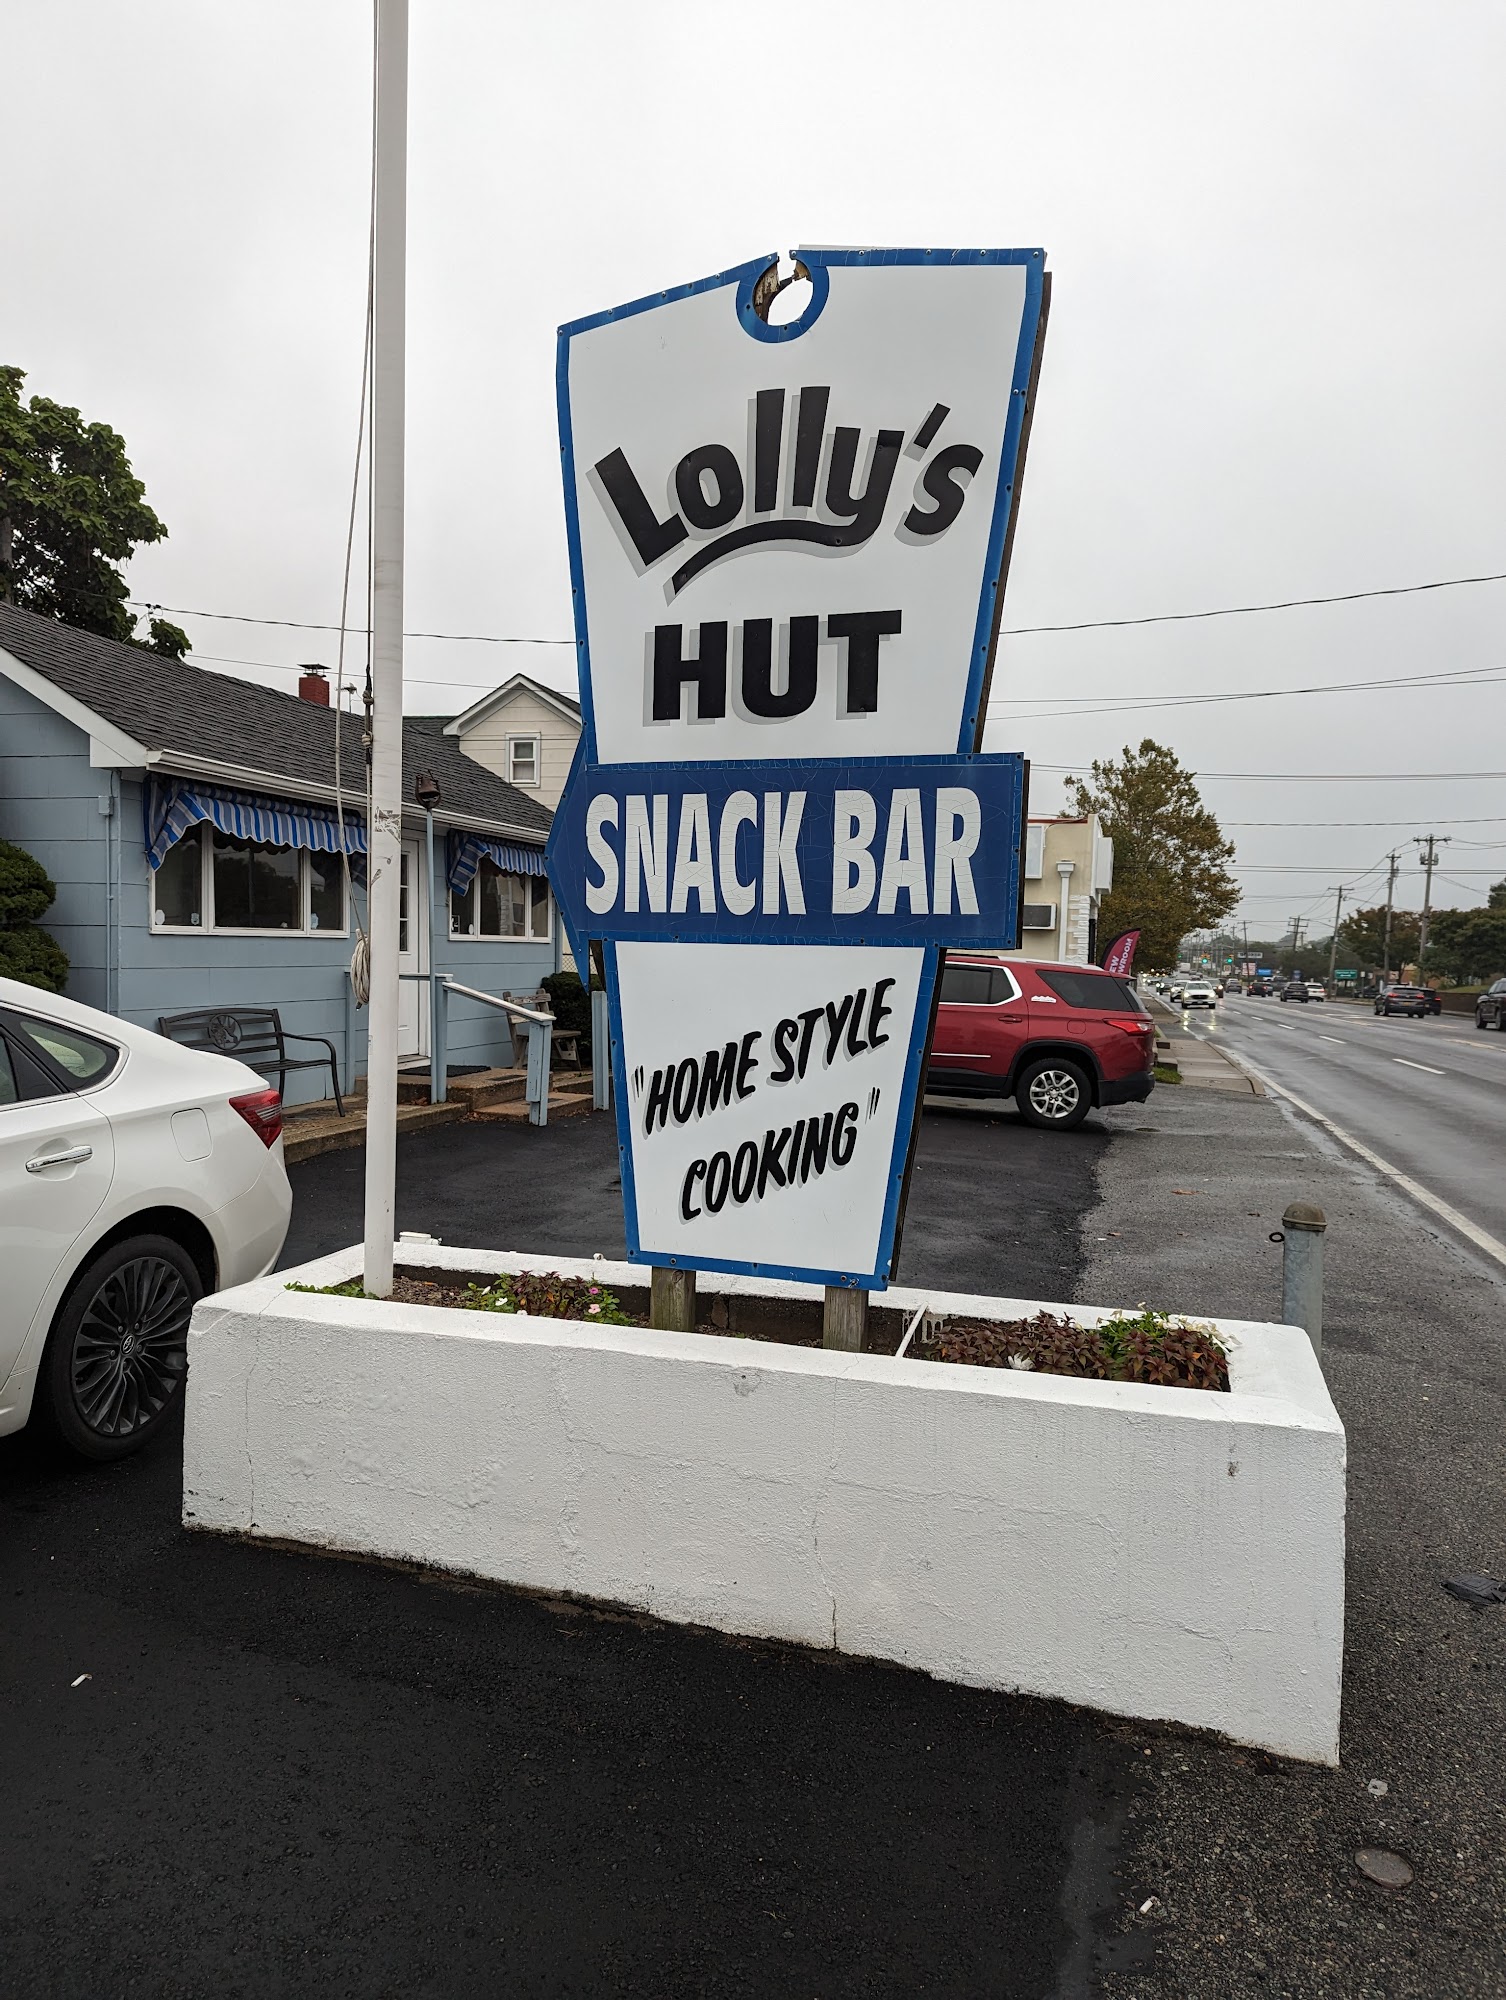 Lolly's
HUT
SNACK BAR
"HOME STYLE
COOKING"